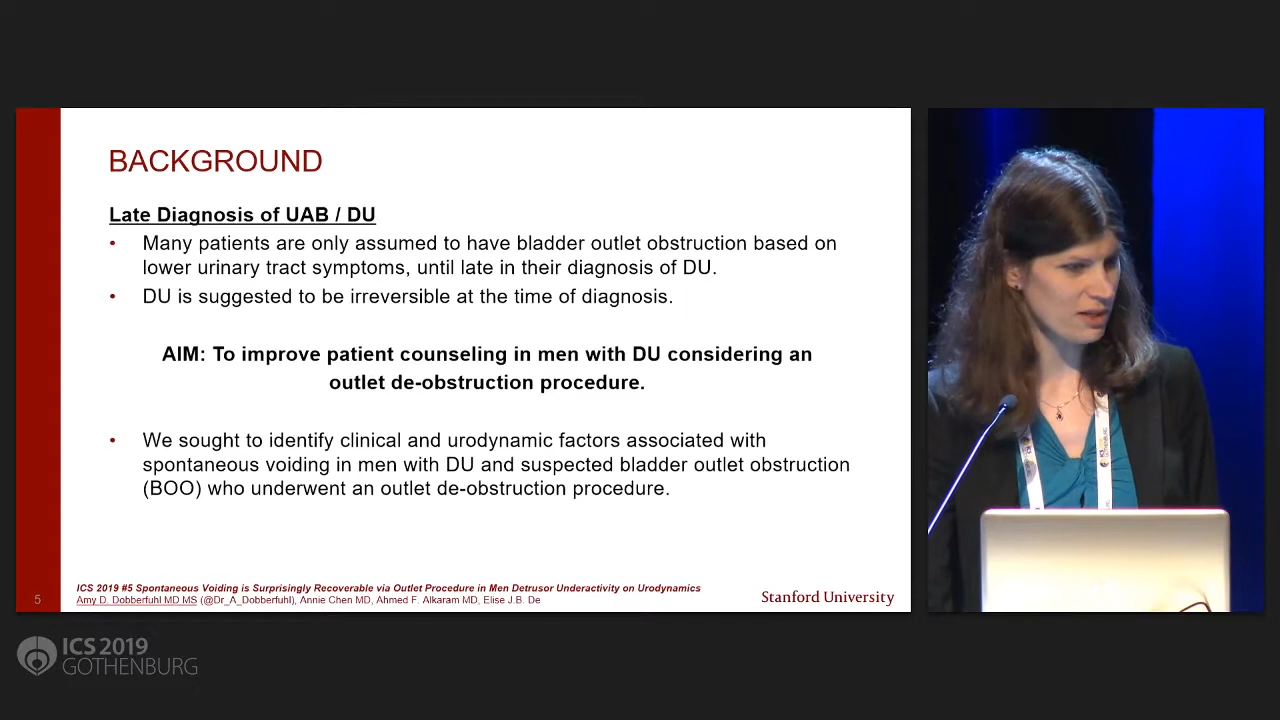 BACKGROUND
Late Diagnosis of UAB / DU
• Many patients are only assumed to have bladder outlet obstruction based on
lower urinary tract symptoms, until late in their diagnosis of DU.
• DU is suggested to be irreversible at the time of diagnosis.
AIM: To improve patient counseling in men with DU considering an
outlet de-obstruction procedure.
• We sought to identify clinical and urodynamic factors associated with
spontaneous voiding in men with DU and suspected bladder outlet obstruction
(BOO) who underwent an outlet de-obstruction procedure.
5
ICS 2019 #5 Spontaneous Voiding is Surprisingly Recoverable via Outlet Procedure in Men Detrusor Underactivity on Urodynamics
Amy D. Dobberfuhl MD MS (@Dr_A_Dobberfuhl), Annie Chen MD, Ahmed F. Alkaram MD, Elise J.B. De
Stanford University
ICS 2019
GOTHENBURG